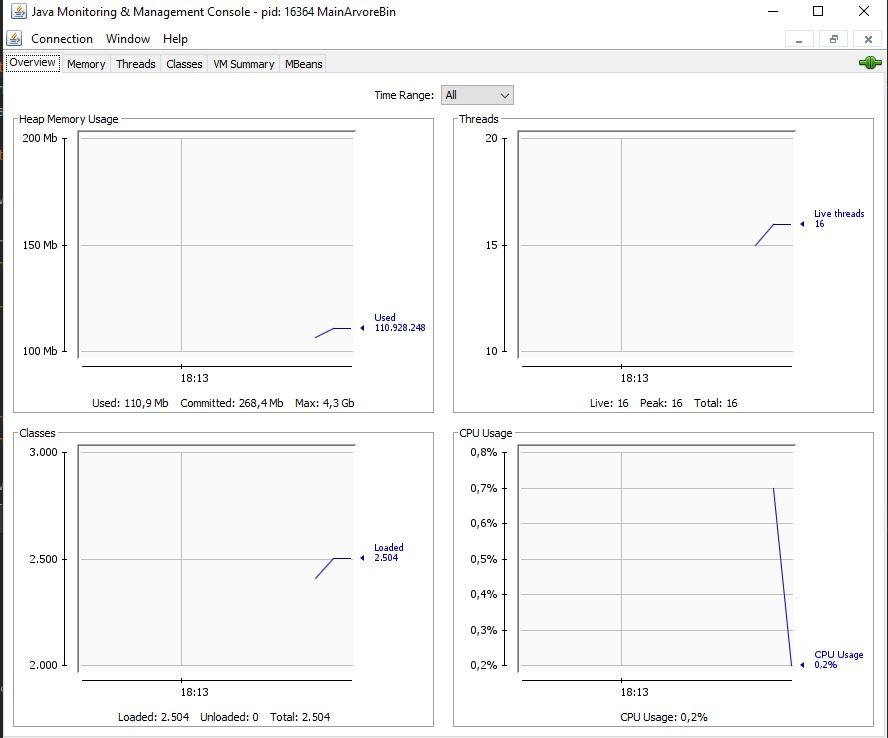 Java Monitoring & Management Console - pid: 16364 MainArvoreBin
Connection Window Help
Overview Memory Threads Classes VM Summary MBeans
Time Range: All
Heap Memory Usage
200 Mb
150 Mb
100 Mb
Used
110.928.248
18:13
Used: 110,9 Mb Committed: 268,4 Mb Max: 4,3 Gb
Threads
20
15
10
Live threads
16
18:13
Live: 16 Peak: 16 Total: 16
Classes
3.000
2.500
2.000
Loaded
2.504
18:13
Loaded: 2.504 Unloaded: 0 Total: 2.504
CPU Usage
0,8%
0,7%
0,6%
0,5%
0,4%
0,3%
0,2%
CPU Usage
0,2%
18:13
CPU Usage: 0,2%